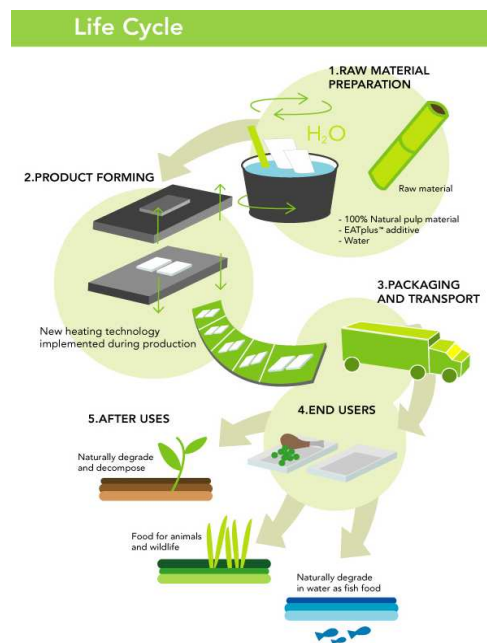 Life Cycle
1.RAW MATERIAL
PREPARATION
H₂O
Raw material
- 100% Natural pulp material
- EATplus™ additive
- Water
2.PRODUCT FORMING
New heating technology
implemented during production
3.PACKAGING
AND TRANSPORT
4.END USERS
5.AFTER USES
Naturally degrade
and decompose
Food for animals
and wildlife
Naturally degrade
in water as fish food